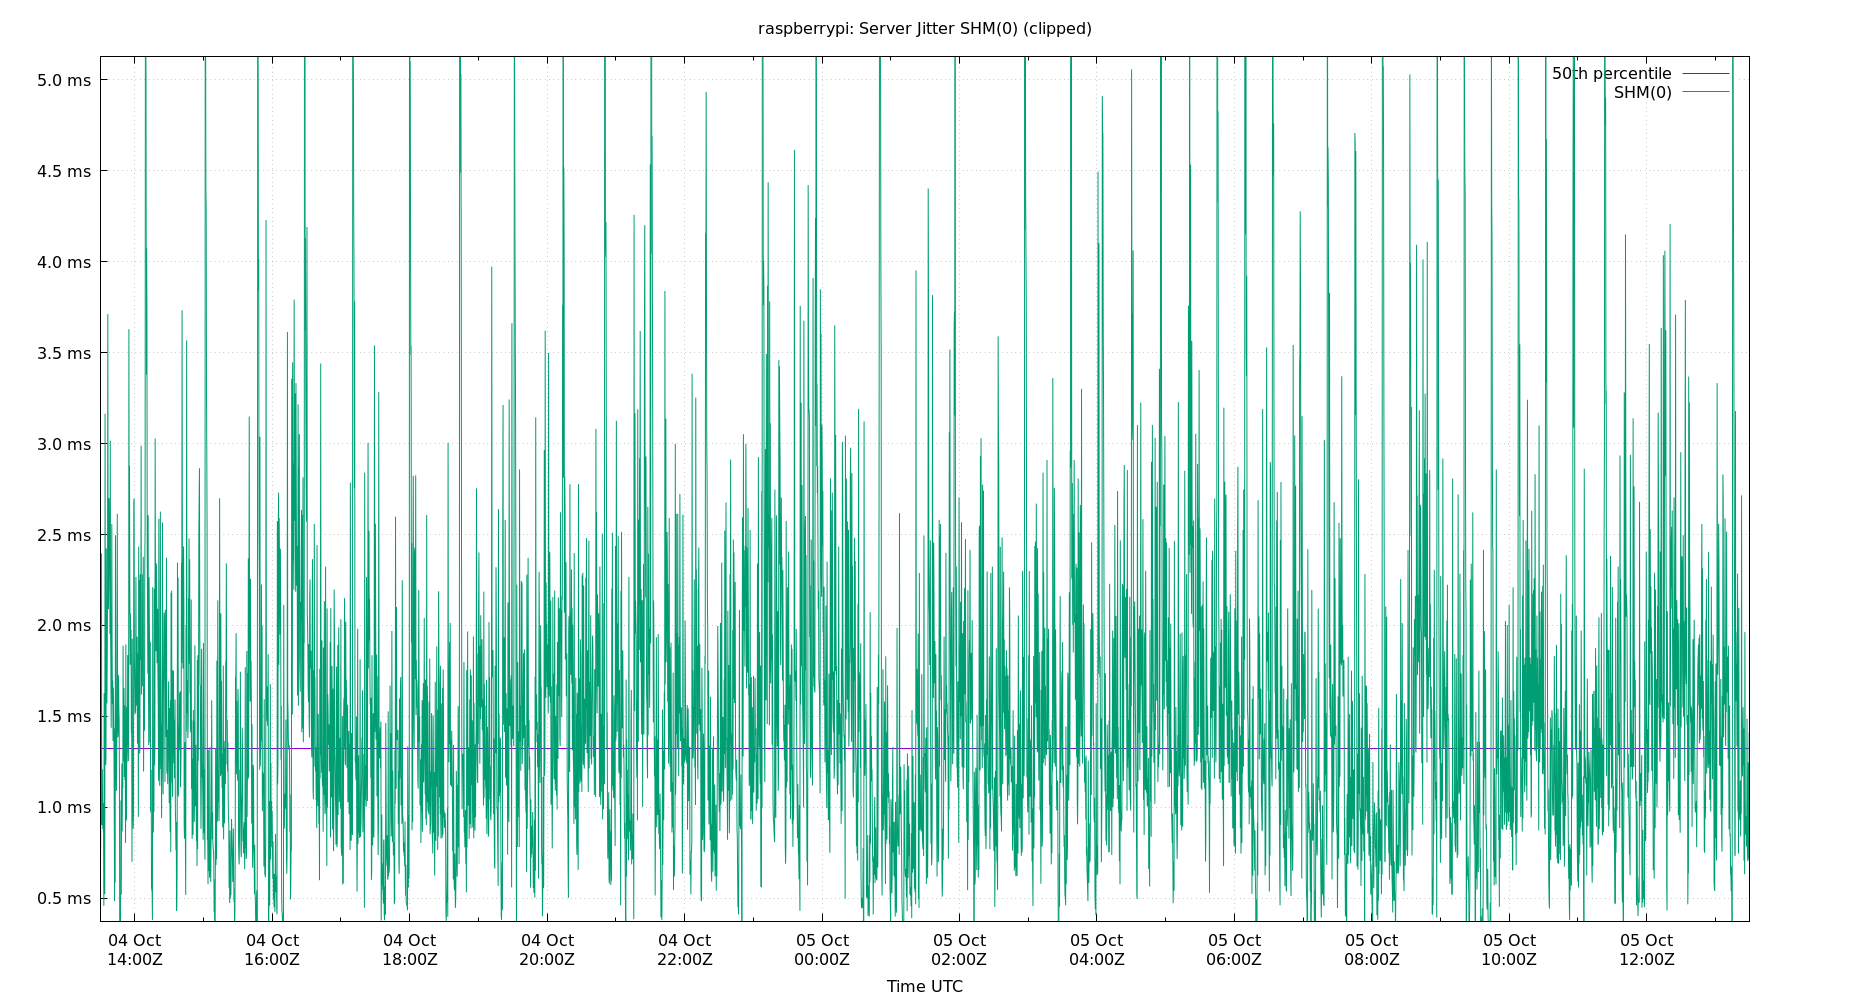 raspberrypi: Server Jitter SHM(0) (clipped)
50th percentile
SHM(0)
5.0 ms
4.5 ms
4.0 ms
3.5 ms
3.0 ms
2.5 ms
2.0 ms
1.5 ms
1.0 ms
0.5 ms
04 Oct 04 Oct 04 Oct 04 Oct 04 Oct 05 Oct 05 Oct 05 Oct 05 Oct 05 Oct 05 Oct 05 Oct
14:00Z 16:00Z 18:00Z 20:00Z 22:00Z 00:00Z 02:00Z 04:00Z 06:00Z 08:00Z 10:00Z 12:00Z
Time UTC